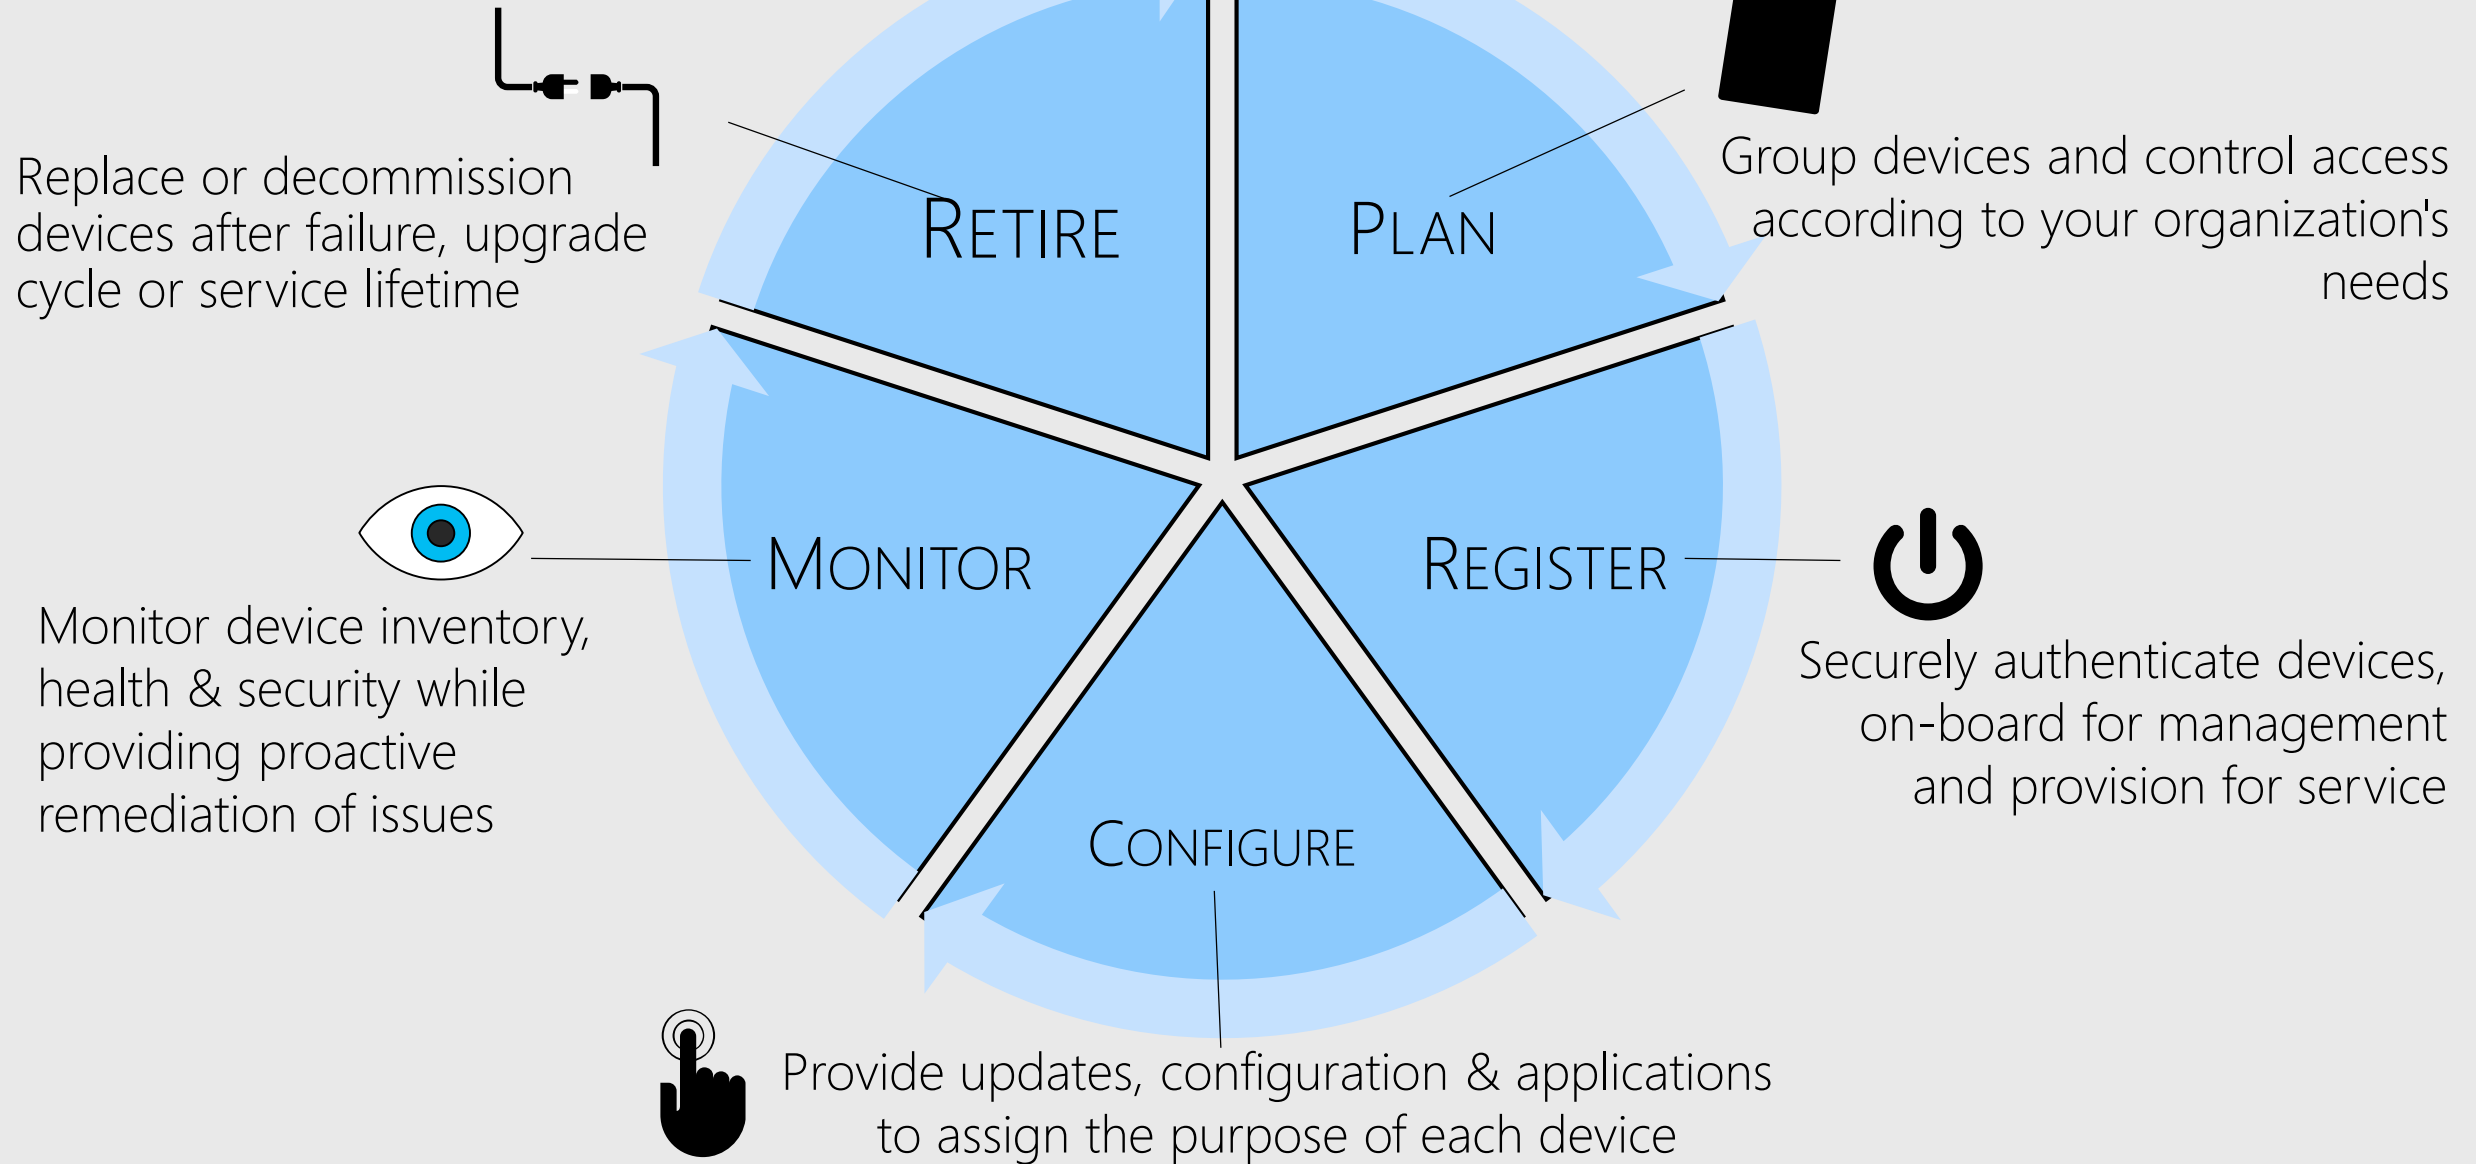 Replace or decommission
devices after failure, upgrade
cycle or service lifetime
RETIRE
PLAN
Group devices and control access
according to your organization's
needs
MONITOR
Monitor device inventory,
health & security while
providing proactive
remediation of issues
REGISTER
Securely authenticate devices,
on-board for management
and provision for service
CONFIGURE
Provide updates, configuration & applications
to assign the purpose of each device